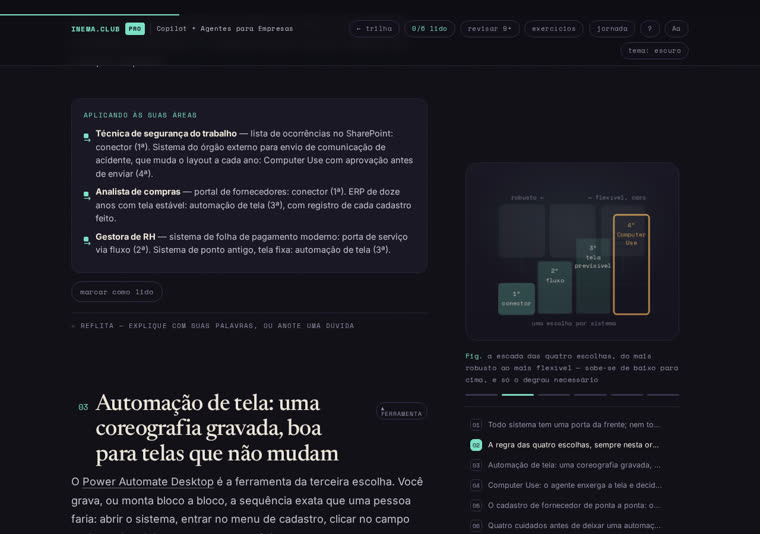 INEMA.CLUB PRO Copilot + Agentes para Empresas
← trilha
0/6 lido
revisar 9+
exercícios
jornada
?
Aa
tema: escuro
APLICANDO ÀS SUAS ÁREAS
Técnica de segurança do trabalho — lista de ocorrências no SharePoint:
conector (1ª). Sistema do órgão externo para envio de comunicação de
acidente, que muda o layout a cada ano: Computer Use com aprovação antes
de enviar (4ª).
Analista de compras — portal de fornecedores: conector (1ª). ERP de doze
anos com tela estável: automação de tela (3ª), com registro de cada cadastro
feito.
Gestora de RH — sistema de folha de pagamento moderno: porta de serviço
via fluxo (2ª). Sistema de ponto antigo, tela fixa: automação de tela (3ª).
marcar como lido
REFLITA — EXPLIQUE COM SUAS PALAVRAS, OU ANOTE UMA DÚVIDA
03
Automação de tela: uma
coreografia gravada, boa
para telas que não mudam
FERRAMENTA
O Power Automate Desktop é a ferramenta da terceira escolha. Você
grava, ou monta bloco a bloco, a sequência exata que uma pessoa
faria: abrir o sistema, entrar no menu de cadastro, clicar no campo
robusto ←
→ flexível, caro
4ª
Computer
Use
3ª
tela
previsível
2ª
fluxo
1ª
conector
uma escolha por sistema
Fig. a escada das quatro escolhas, do mais
robusto ao mais flexível — sobe-se de baixo para
cima, e só o degrau necessário
01 Todo sistema tem uma porta da frente; nem to...
02 A regra das quatro escolhas, sempre nesta or...
03 Automação de tela: uma coreografia gravada, ...
04 Computer Use: o agente enxerga a tela e decid...
05 O cadastro de fornecedor de ponta a ponta: o...
06 Quatro cuidados antes de deixar uma automaç...